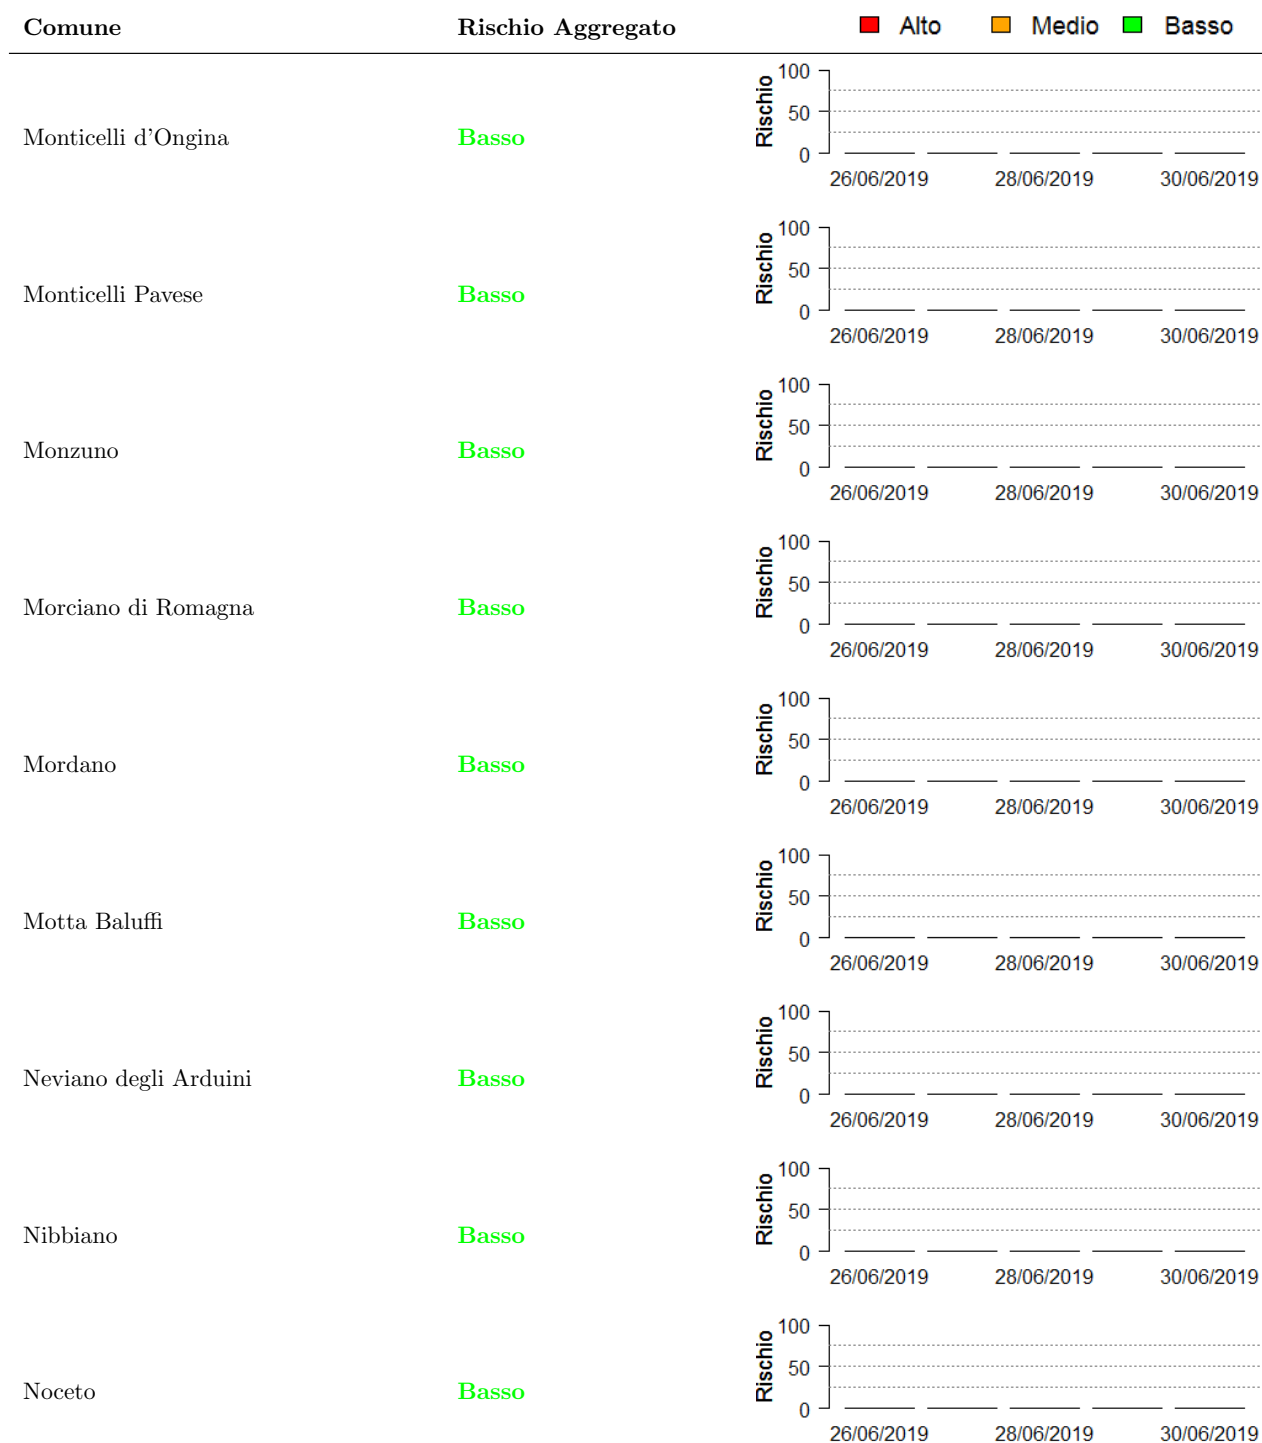 Comune Rischio Aggregato Alto Medio Basso
100
50
0
Rischio
Monticelli d'Ongina Basso
26/06/2019 28/06/2019 30/06/2019
100
50
0
Rischio
Monticelli Pavese Basso
26/06/2019 28/06/2019 30/06/2019
100
50
0
Rischio
Monzuno Basso
26/06/2019 28/06/2019 30/06/2019
100
50
0
Rischio
Morciano di Romagna Basso
26/06/2019 28/06/2019 30/06/2019
100
50
0
Rischio
Mordano Basso
26/06/2019 28/06/2019 30/06/2019
100
50
0
Rischio
Motta Baluffi Basso
26/06/2019 28/06/2019 30/06/2019
100
50
0
Rischio
Neviano degli Arduini Basso
26/06/2019 28/06/2019 30/06/2019
100
50
0
Rischio
Nibbiano Basso
26/06/2019 28/06/2019 30/06/2019
100
50
0
Rischio
Noceto Basso
26/06/2019 28/06/2019 30/06/2019